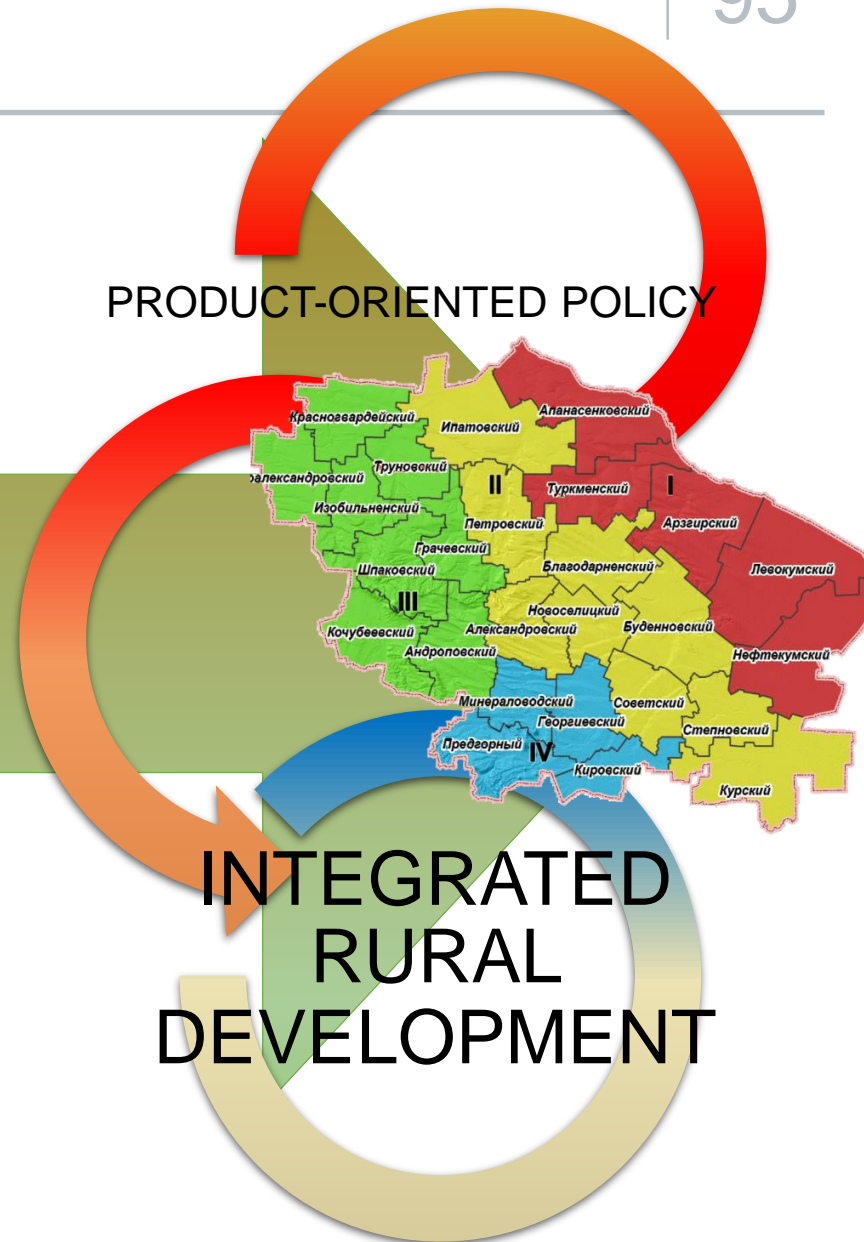 95
PRODUCT-ORIENTED POLICY
Красногвардейский
Ипатовский
Апанасенковский
Труновский
александровский
II
Туркменский
I
Изобильненский
Петровский
Арзгирский
Грачевский
Шпаковский
Благодарненский
Левокумский
III
Новоселицкий
Кочубеевский
Александровский
Буденновский
Андроповский
Нефтекумский
Минераловодский
Советский
Георгиевский
Степновский
Предгорный
IV
Кировский
Курский
INTEGRATED
RURAL
DEVELOPMENT